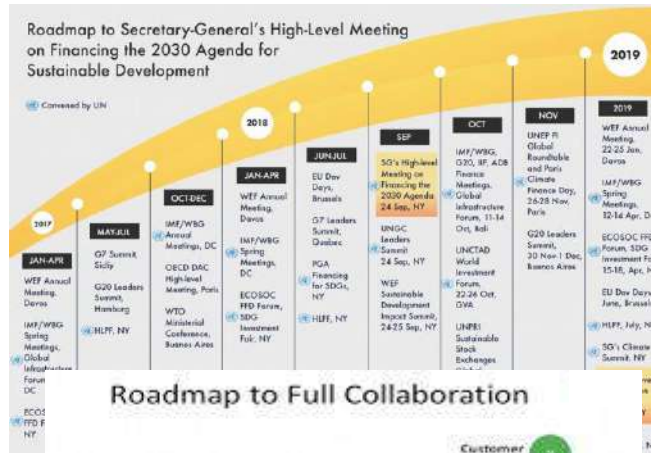 Roadmap to Secretary-General's High-Level Meeting
on Financing the 2030 Agenda for
Sustainable Development
Convened by UN
2017
JAN-APR
WEF Annual
Meeting,
Davos
IMF/WBG
Spring
Meetings,
Global
Infrastructure
Forum
DC
ECOS
FFD F
NY
MAY-JUL
G7 Summit,
Sicily
G20 Leaders
Summit,
Hamburg
HLPF, NY
OCT-DEC
IMF/WBG
Annual
Meetings, DC
OECD DAC
High-level
Meeting, Paris
WTO
Ministerial
Conference,
Buenos Aires
2018
JAN-APR
WEF Annual
Meeting,
Davos
IMF/WBG
Spring
Meetings,
DC
ECOSOC
FFD Forum,
SDG
Investment
Fair, NY
JUN-JUL
EU Dev
Days,
Brussels
G7 Leaders
Summit,
Quebec
PGA
Financing
for SDGs,
NY
HLPF, NY
SEP
SG's High-level
Meeting on
Financing the
2030 Agenda
24 Sep, NY
UNGC
Leaders
Summit
24 Sep, NY
WEF
Sustainable
Development
Impact Summit,
24-25 Sep, NY
OCT
IMF/WBG,
G20, IIF, ADB
Finance
Meetings,
Global
Infrastructure
Forum, 11-14
Oct, Bali
UNCTAD
World
Investment
Forum,
22-26 Oct,
GVA
UNPRI
Sustainable
Stock
Exchanges
NOV
UNEP FI
Global
Roundtable
and Paris
Climate
Finance Day,
26-28 Nov,
Paris
G20 Leaders
Summit,
30 Nov-1 Dec,
Buenos Aires
2019
2019
WEF Annual
Meeting,
22-25 Jan,
Davos
IMF/WBG
Spring
Meetings,
12-14 Apr, D
ECOSOC FFD
Forum, SDG
Investment Fa
15-18, Apr, N
EU Dev Days
June, Brussels
HLPF, July, N
SG's Climate
Summit, NY
Roadmap to Full Collaboration
Customer